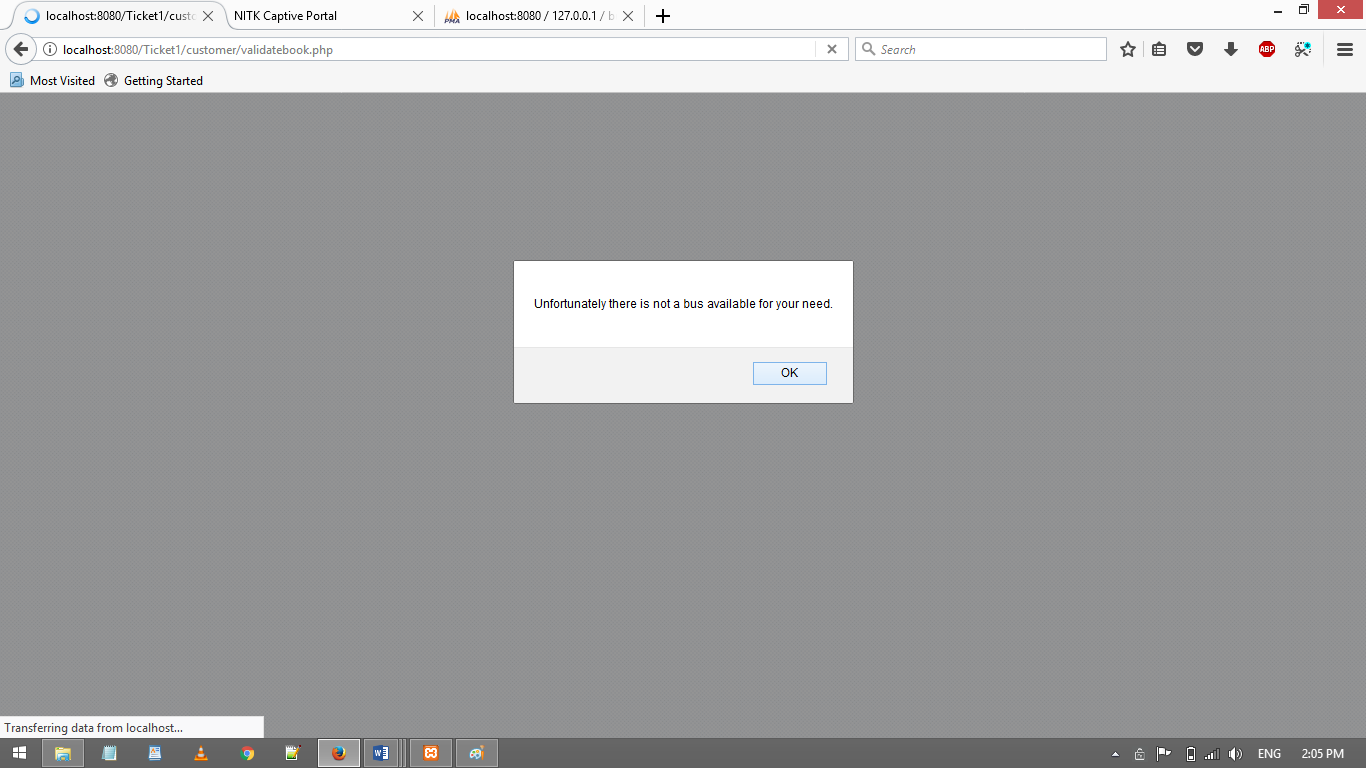 localhost:8080/Ticket1/custo
NITK Captive Portal
PMA
localhost:8080 / 127.0.0.1 / b
localhost:8080/Ticket1/customer/validatebook.php
Search
ABP
Most Visited
Getting Started
Unfortunately there is not a bus available for your need.
OK
Transferring data from localhost...
ENG
2:05 PM